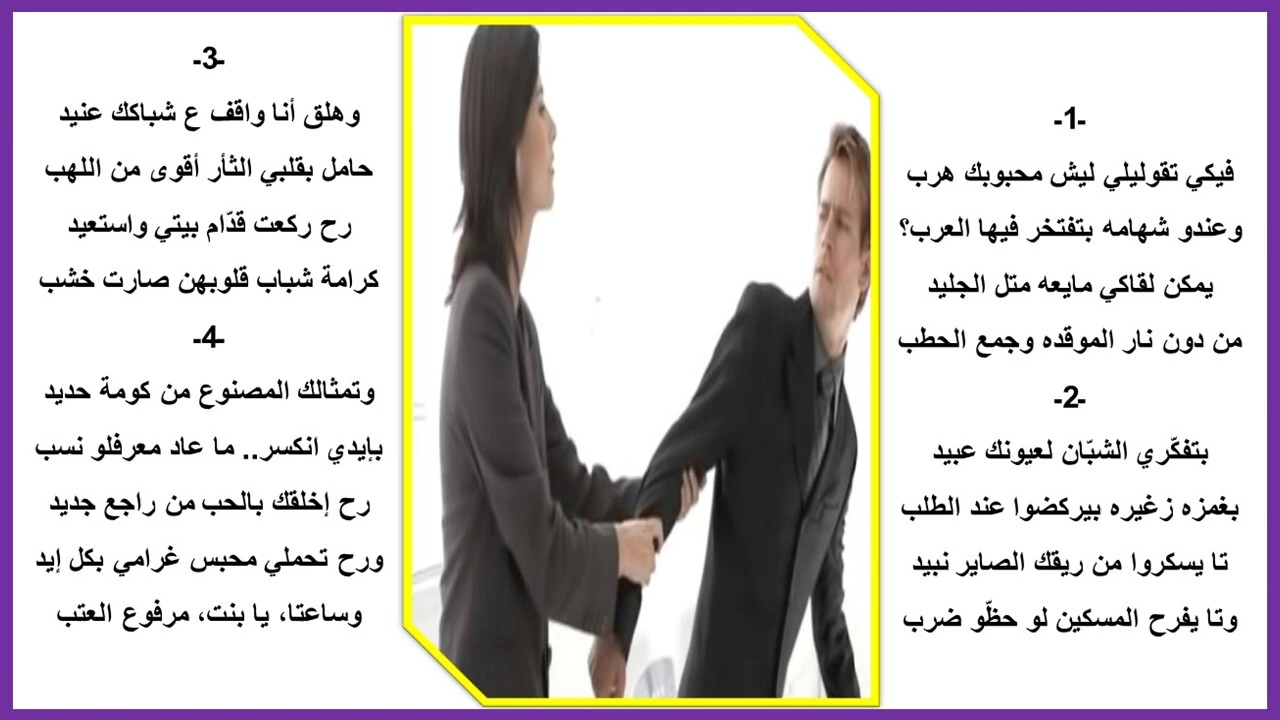 -1-
فيكي تقوليلي ليش محبوبك هرب
وعندو شهامه بتفتخر فيها العرب؟
يمكن لقاكي مايعه متل الجليد
من دون نار الموقده وجمع الحطب
-2-
بتفكّري الشبّان لعيونك عبيد
بغمزه زغيره بيركضوا عند الطلب
تا يسكروا من ريقك الصاير نبيد
وتا يفرح المسكين لو حظّو ضرب
-3-
وهلق أنا واقف ع شباكك عنيد
حامل بقلبي الثأر أقوى من اللهب
رح ركعت قدّام بيتي واستعيد
كرامة شباب قلوبهن صارت خشب
-4-
وتمثالك المصنوع من كومة حديد
بإيدي انكسر.. ما عاد معرفلو نسب
رح إخلقك بالحب من راجع جديد
ورح تحملي محبس غرامي بكل إيد
وساعتا، يا بنت، مرفوع العتب